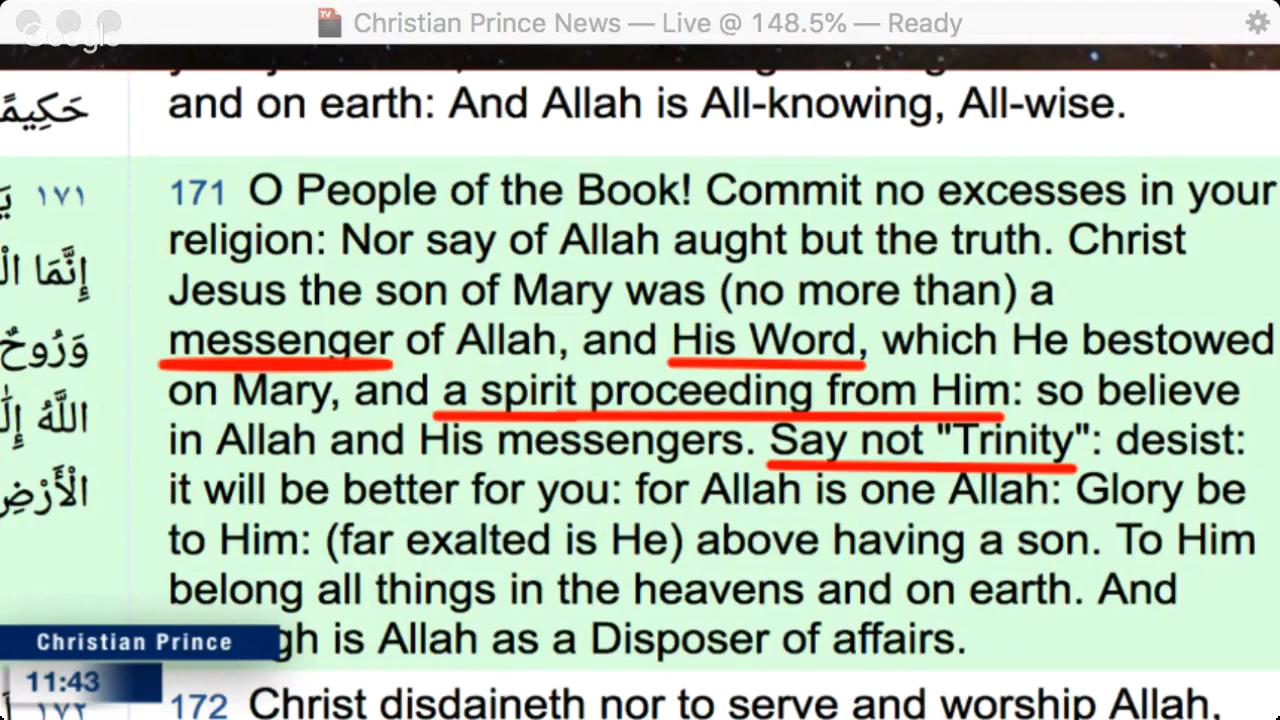 Christian Prince News — Live @ 148.5% — Ready
Google
and on earth: And Allah is All-knowing, All-wise.
حَكِيمًا
171 O People of the Book! Commit no excesses in your
١٧١
religion: Nor say of Allah aught but the truth. Christ
إِنَّمَا
Jesus the son of Mary was (no more than) a
messenger of Allah, and His Word, which He bestowed
وَرُوحٌ
on Mary, and a spirit proceeding from Him: so believe
اللَّهُ
in Allah and His messengers. Say not "Trinity": desist:
it will be better for you: for Allah is one Allah: Glory be
الْأَرْضِ
to Him: (far exalted is He) above having a son. To Him
belong all things in the heavens and on earth. And
gh is Allah as a Disposer of affairs.
Christian Prince
11:43
172 Christ disdaineth nor to serve and worship Allah,
١٧٢